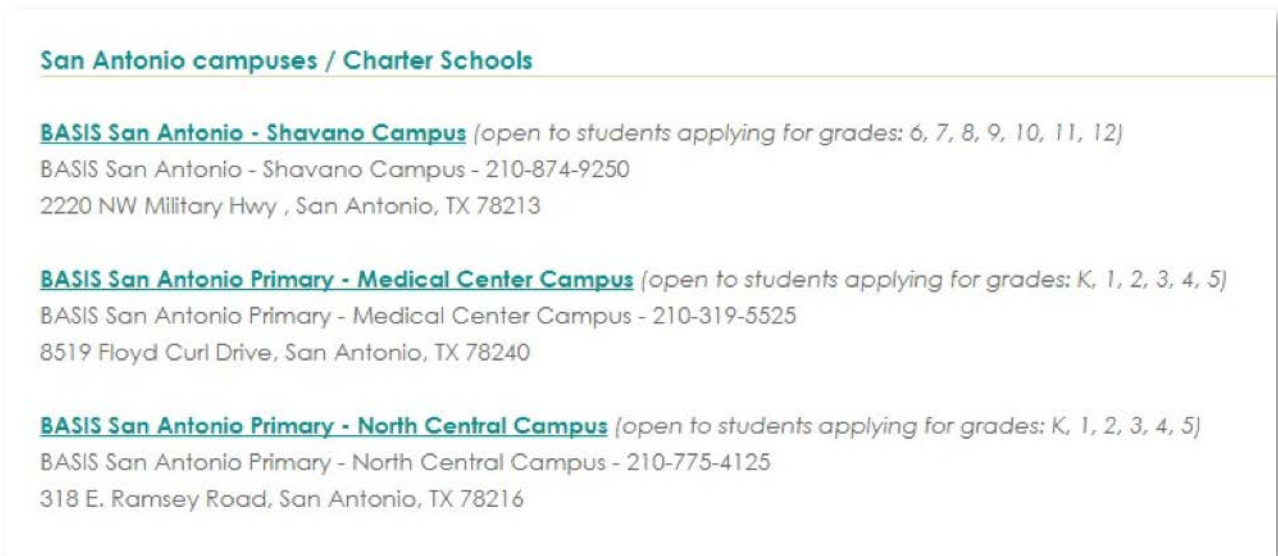 San Antonio campuses / Charter Schools
BASIS San Antonio - Shavano Campus (open to students applying for grades: 6, 7, 8, 9, 10, 11, 12)
BASIS San Antonio - Shavano Campus - 210-874-9250
2220 NW Military Hwy , San Antonio, TX 78213
BASIS San Antonio Primary - Medical Center Campus (open to students applying for grades: K, 1, 2, 3, 4, 5)
BASIS San Antonio Primary - Medical Center Campus - 210-319-5525
8519 Floyd Curl Drive, San Antonio, TX 78240
BASIS San Antonio Primary - North Central Campus (open to students applying for grades: K, 1, 2, 3, 4, 5)
BASIS San Antonio Primary - North Central Campus - 210-775-4125
318 E. Ramsey Road, San Antonio, TX 78216